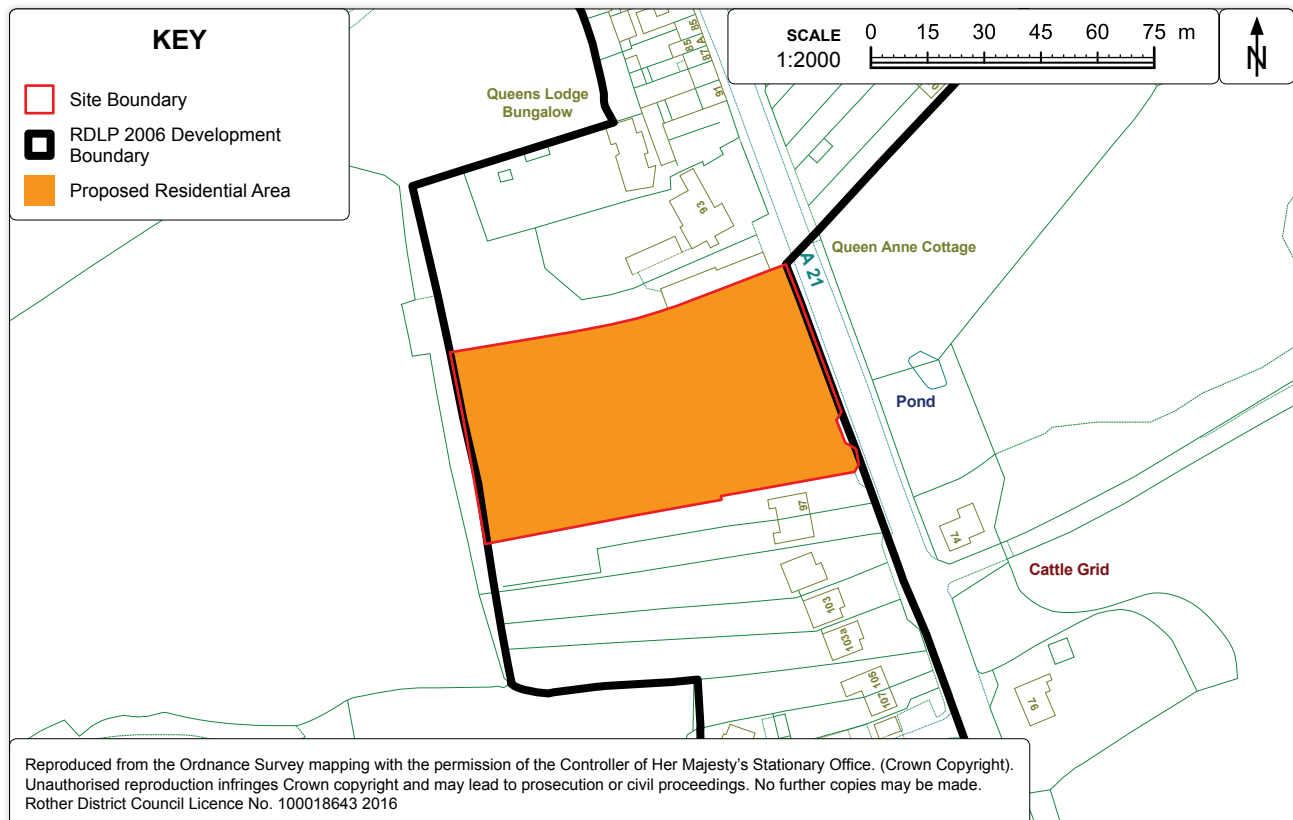 KEY
Site Boundary
RDLP 2006 Development
Boundary
Proposed Residential Area
SCALE
1:2000
0 15 30 45 60 75 m
N
Queens Lodge
Bungalow
85
A
85
87
91
93
Queen Anne Cottage
A 21
Pond
97
74
Cattle Grid
103
103a
105
107
76
Reproduced from the Ordnance Survey mapping with the permission of the Controller of Her Majesty's Stationary Office. (Crown Copyright).
Unauthorised reproduction infringes Crown copyright and may lead to prosecution or civil proceedings. No further copies may be made.
Rother District Council Licence No. 100018643 2016